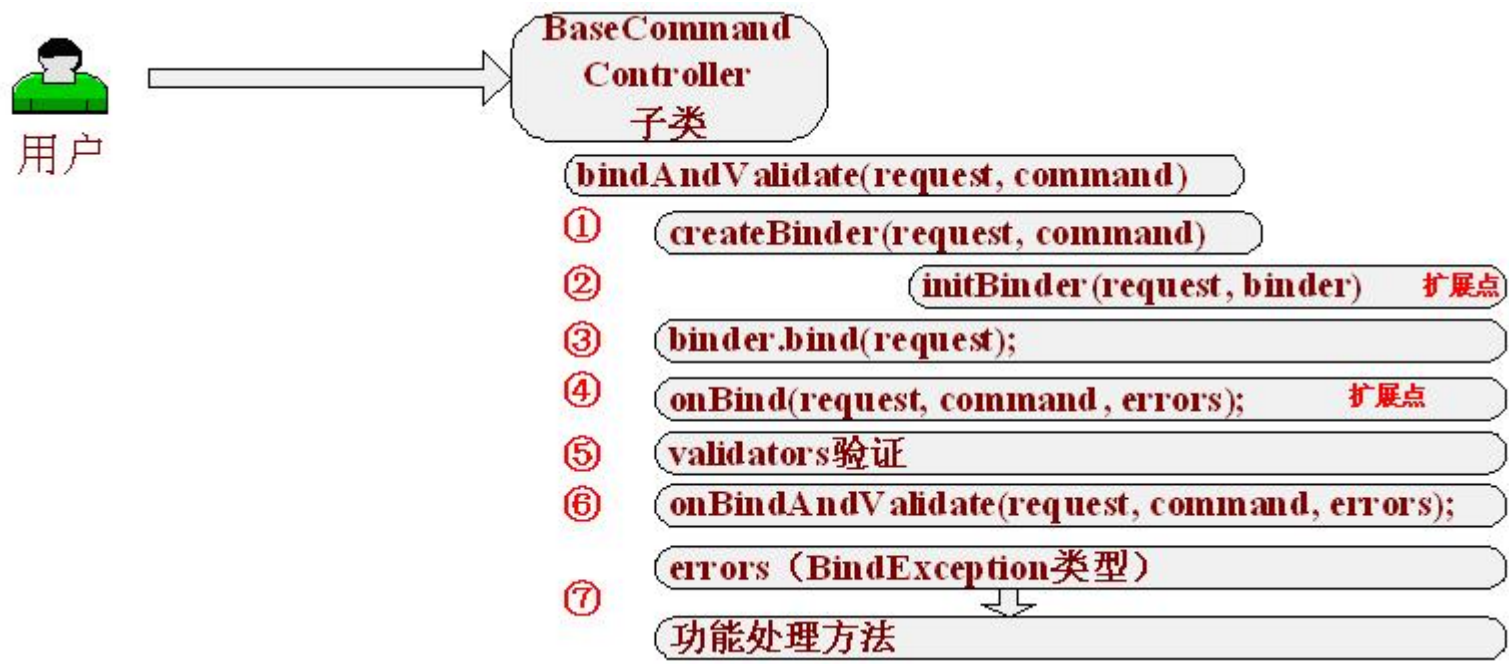 BaseCommand
Controller
子类
用户
bindAndValidate(request, command)
① createBinder(request, command)
② initBinder(request, binder) 扩展点
③ binder.bind(request);
④ onBind(request, command, errors); 扩展点
⑤ validators验证
⑥ onBindAndValidate(request, command, errors);
errors（BindException类型）
⑦
功能处理方法